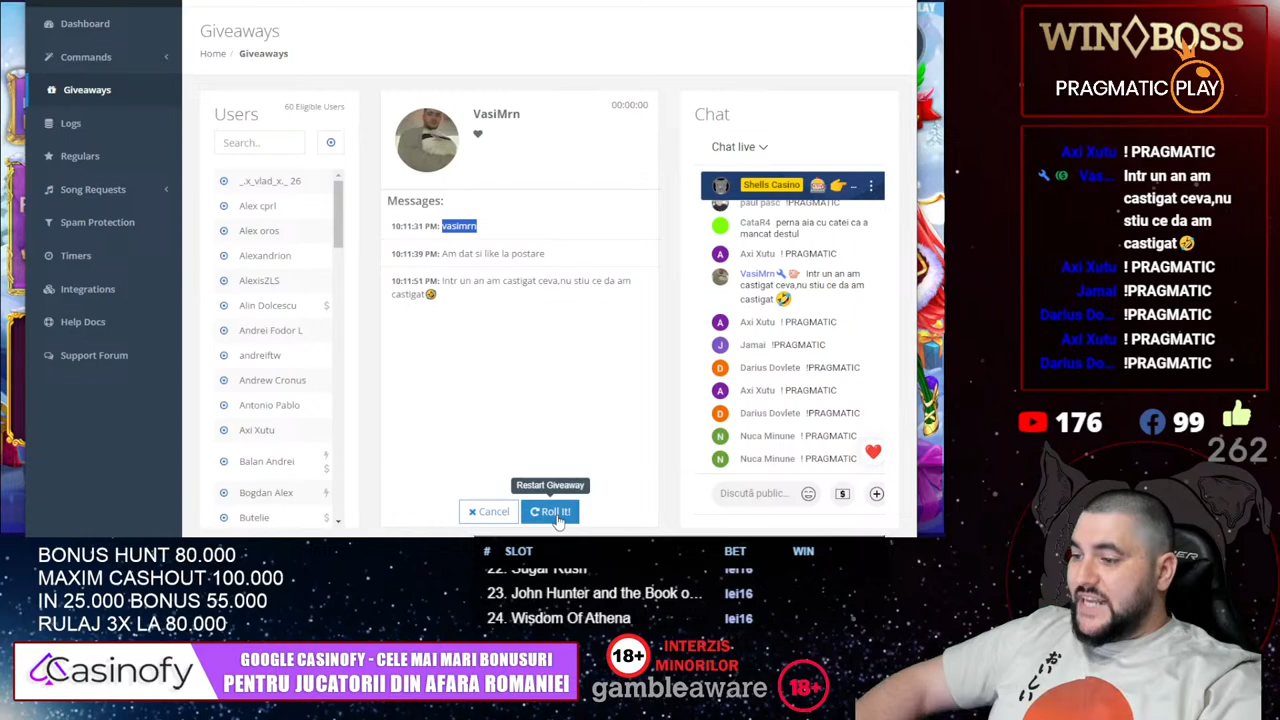 Dashboard
Commands
Giveaways
Logs
Regulars
Song Requests
Spam Protection
Timers
Integrations
Help Docs
Support Forum
Giveaways
Home / Giveaways
Users
60 Eligible Users
Search..
_.x_vlad_x._ 26
Alex cprl
Alex oros
Alexandrion
AlexisZLS
Alin Dolcescu $
Andrei Fodor L
andreiftw
Andrew Cronus
Antonio Pablo
Axi Xutu
Balan Andrei $
Bogdan Alex
Butelie $
VasiMrn
00:00:00
Messages:
10:11:31 PM: vasimrn
10:11:39 PM: Am dat si like la postare
10:11:51 PM: Intr un an am castigat ceva,nu stiu ce da am
castigat🤣
Restart Giveaway
Cancel
Roll It!
Chat
Chat live
Shells Casino 🎰 👉 ...
paul pasc !PRAGMATIC
CataR4 perna aia cu catei ca a
mancat destul
Axi Xutu ! PRAGMATIC
VasiMrn Intr un an am
castigat ceva,nu stiu ce da am
castigat 🤣
Axi Xutu ! PRAGMATIC
Jamai !PRAGMATIC
Darius Dovlete !PRAGMATIC
Axi Xutu ! PRAGMATIC
Darius Dovlete !PRAGMATIC
Nuca Minune ! PRAGMATIC
Nuca Minune ! PRAGMATIC
Discută public...
WIN BOSS
PRAGMATIC PLAY
Axi Xutu ! PRAGMATIC
Vas... Intr un an am
castigat ceva,nu
stiu ce da am
castigat🤣
Axi Xutu ! PRAGMATIC
Jamai !PRAGMATIC
Darius Do... !PRAGMATIC
Axi Xutu ! PRAGMATIC
Darius Do... !PRAGMATIC
176
99
262
BONUS HUNT 80.000
MAXIM CASHOUT 100.000
IN 25.000 BONUS 55.000
RULAJ 3X LA 80.000
# SLOT BET WIN
22. Sugar Rush lei16
23. John Hunter and the Book o... lei16
24. Wisdom Of Athena lei16
Casinofy
GOOGLE CASINOFY - CELE MAI MARI BONUSURI
PENTRU JUCATORII DIN AFARA ROMANIEI
18+
INTERZIS
MINORILOR
gambleaware
18+